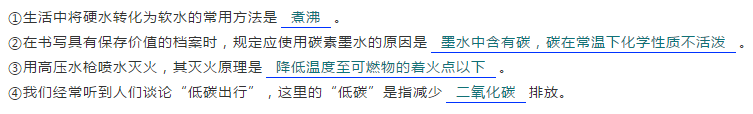 ①生活中将硬水转化为软水的常用方法是 煮沸 。
②在书写具有保存价值的档案时，规定应使用碳素墨水的原因是 墨水中含有碳，碳在常温下化学性质不活泼 。
③用高压水枪喷水灭火，其灭火原理是 降低温度至可燃物的着火点以下 。
④我们经常听到人们谈论“低碳出行”，这里的“低碳”是指减少 二氧化碳 排放。